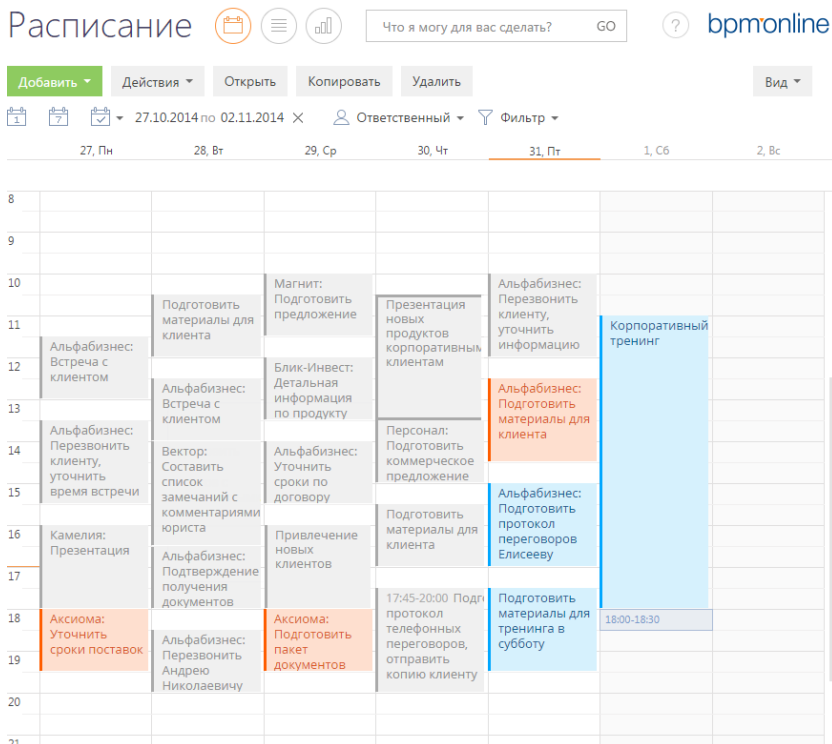 Расписание
Что я могу для вас сделать? GO
?
bpm'online
Добавить
Действия
Открыть
Копировать
Удалить
Вид
1
7
27.10.2014 по 02.11.2014
Ответственный
Фильтр
27, Пн
28, Вт
29, Ср
30, Чт
31, Пт
1, Сб
2, Вс
8
9
10
11
12
13
14
15
16
17
18
19
20
21
Альфабизнес:
Встреча с
клиентом
Альфабизнес:
Перезвонить
клиенту,
уточнить
время встречи
Камелия:
Презентация
Аксиома:
Уточнить
сроки поставок
Подготовить
материалы для
клиента
Альфабизнес:
Встреча с
клиентом
Вектор:
Составить
список
замечаний с
комментариями
юриста
Альфабизнес:
Подтверждение
получения
документов
Альфабизнес:
Перезвонить
Андрею
Николаевичу
Магнит:
Подготовить
предложение
Блик-Инвест:
Детальная
информация
по продукту
Альфабизнес:
Уточнить
сроки по
договору
Привлечение
новых
клиентов
Аксиома:
Подготовить
пакет
документов
Презентация
новых
продуктов
корпоративным
клиентам
Персонал:
Подготовить
коммерческое
предложение
Подготовить
материалы для
клиента
17:45-20:00 Подг
протокол
телефонных
переговоров,
отправить
копию клиенту
Альфабизнес:
Перезвонить
клиенту,
уточнить
информацию
Альфабизнес:
Подготовить
материалы для
клиента
Альфабизнес:
Подготовить
протокол
переговоров
Елисееву
Подготовить
материалы для
тренинга в
субботу
Корпоративный
тренинг
18:00-18:30